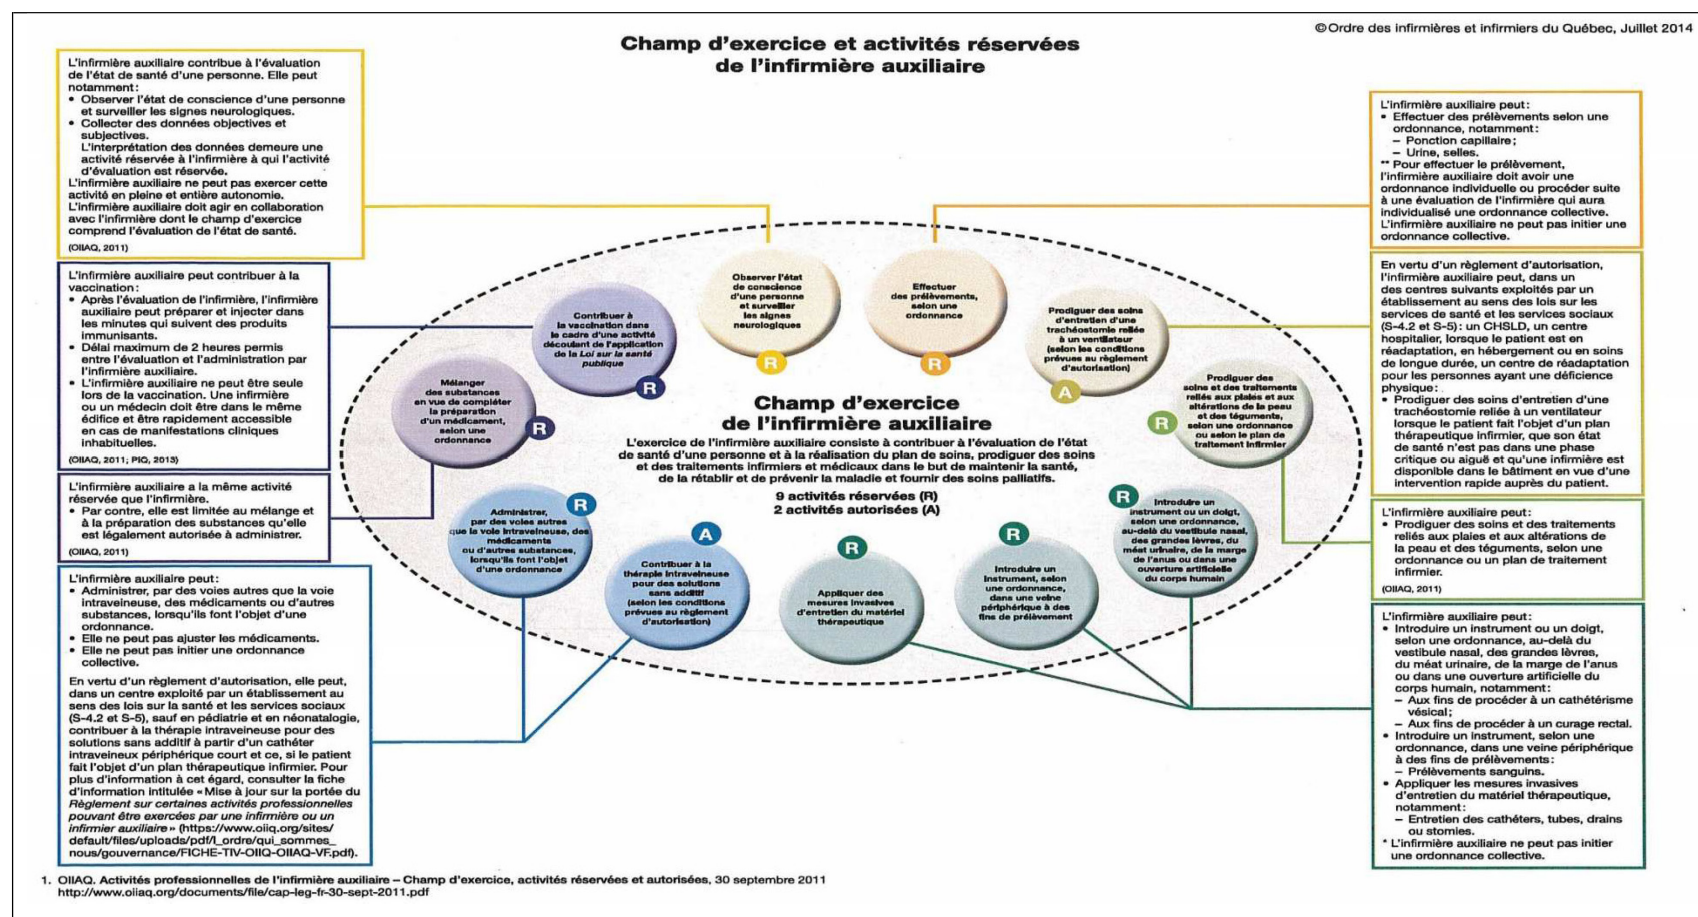 ©Ordre des infirmières et infirmiers du Québec, Juillet 2014
Champ d'exercice et activités réservées
de l'infirmière auxiliaire
L'infirmière auxiliaire contribue à l'évaluation
de l'état de santé d'une personne. Elle peut
notamment :
• Observer l'état de conscience d'une personne
et surveiller les signes neurologiques.
• Collecter des données objectives et
subjectives.
L'interprétation des données demeure une
activité réservée à l'infirmière à qui l'activité
d'évaluation est réservée.
L'infirmière auxiliaire ne peut pas exercer cette
activité en pleine et entière autonomie.
L'infirmière auxiliaire doit agir en collaboration
avec l'infirmière dont le champ d'exercice
comprend l'évaluation de l'état de santé.
(OIIAQ, 2011)
L'infirmière auxiliaire peut contribuer à la
vaccination :
• Après l'évaluation de l'infirmière, l'infirmière
auxiliaire peut préparer et injecter dans
les minutes qui suivent des produits
immunisants.
• Délai maximum de 2 heures permis
entre l'évaluation et l'administration par
l'infirmière auxiliaire.
• L'infirmière auxiliaire ne peut être seule
lors de la vaccination. Une infirmière
ou un médecin doit être dans le même
édifice et être rapidement accessible
en cas de manifestations cliniques
inhabituelles.
(OIIAQ, 2011; PIQ, 2013)
L'infirmière auxiliaire a la même activité
réservée que l'infirmière.
• Par contre, elle est limitée au mélange et
à la préparation des substances qu'elle
est légalement autorisée à administrer.
(OIIAQ, 2011)
L'infirmière auxiliaire peut :
• Administrer, par des voies autres que la voie
intraveineuse, des médicaments ou d'autres
substances, lorsqu'ils font l'objet d'une
ordonnance.
• Elle ne peut pas ajuster les médicaments.
• Elle ne peut pas initier une ordonnance
collective.
En vertu d'un règlement d'autorisation, elle peut,
dans un centre exploité par un établissement au
sens des lois sur la santé et les services sociaux
(S-4.2 et S-5), sauf en pédiatrie et en néonatalogie,
contribuer à la thérapie intraveineuse pour des
solutions sans additif à partir d'un cathéter
intraveineux périphérique court et ce, si le patient
fait l'objet d'un plan thérapeutique infirmier. Pour
plus d'information à cet égard, consulter la fiche
d'information intitulée « Mise à jour sur la portée du
Règlement sur certaines activités professionnelles
pouvant être exercées par une infirmière ou un
infirmier auxiliaire » (https://www.oiiq.org/sites/
default/files/uploads/pdf/l_ordre/qui_sommes_
nous/gouvernance/FICHE-TIV-OIIQ-OIIAQ-VF.pdf).
Observer l'état
de conscience
d'une personne
et surveiller
les signes
neurologiques
R
Effectuer
des prélèvements,
selon une
ordonnance
R
Contribuer à
la vaccination dans
le cadre d'une activité
découlant de l'application
de la Loi sur la santé
publique
R
Prodiguer des soins
d'entretien d'une
trachéostomie reliée
à un ventilateur
(selon les conditions
prévues au règlement
d'autorisation)
A
Mélanger
des substances
en vue de compléter
la préparation
d'un médicament,
selon une
ordonnance
R
Prodiguer des
soins et des traitements
reliés aux plaies et aux
altérations de la peau
et des téguments,
selon une ordonnance
ou selon le plan de
traitement infirmier
R
Champ d'exercice
de l'infirmière auxiliaire
L'exercice de l'infirmière auxiliaire consiste à contribuer à l'évaluation de l'état
de santé d'une personne et à la réalisation du plan de soins, prodiguer des soins
et des traitements infirmiers et médicaux dans le but de maintenir la santé,
de la rétablir et de prévenir la maladie et fournir des soins palliatifs.
9 activités réservées (R)
2 activités autorisées (A)
Administrer,
par des voies autres
que la voie intraveineuse, des
médicaments
ou d'autres substances,
lorsqu'ils font l'objet
d'une ordonnance
R
Contribuer à la
thérapie intraveineuse
pour des solutions
sans additif
(selon les conditions
prévues au règlement
d'autorisation)
A
Appliquer des
mesures invasives
d'entretien du matériel
thérapeutique
R
Introduire un
instrument, selon
une ordonnance,
dans une veine
périphérique à des
fins de prélèvement
R
Introduire un
instrument ou un doigt,
selon une ordonnance,
au-delà du vestibule nasal,
des grandes lèvres, du
méat urinaire, de la marge
de l'anus ou dans une
ouverture artificielle
du corps humain
R
L'infirmière auxiliaire peut :
• Effectuer des prélèvements selon une
ordonnance, notamment :
– Ponction capillaire ;
– Urine, selles.
** Pour effectuer le prélèvement,
l'infirmière auxiliaire doit avoir une
ordonnance individuelle ou procéder suite
à une évaluation de l'infirmière qui aura
individualisé une ordonnance collective.
L'infirmière auxiliaire ne peut pas initier une
ordonnance collective.
En vertu d'un règlement d'autorisation,
l'infirmière auxiliaire peut, dans un
des centres suivants exploités par un
établissement au sens des lois sur les
services de santé et les services sociaux
(S-4.2 et S-5) : un CHSLD, un centre
hospitalier, lorsque le patient est en
réadaptation, en hébergement ou en soins
de longue durée, un centre de réadaptation
pour les personnes ayant une déficience
physique :
• Prodiguer des soins d'entretien d'une
trachéostomie reliée à un ventilateur
lorsque le patient fait l'objet d'un plan
thérapeutique infirmier, que son état
de santé n'est pas dans une phase
critique ou aiguë et qu'une infirmière est
disponible dans le bâtiment en vue d'une
intervention rapide auprès du patient.
L'infirmière auxiliaire peut :
• Prodiguer des soins et des traitements
reliés aux plaies et aux altérations de
la peau et des téguments, selon une
ordonnance ou un plan de traitement
infirmier.
(OIIAQ, 2011)
L'infirmière auxiliaire peut :
• Introduire un instrument ou un doigt,
selon une ordonnance, au-delà du
vestibule nasal, des grandes lèvres,
du méat urinaire, de la marge de l'anus
ou dans une ouverture artificielle du
corps humain, notamment :
– Aux fins de procéder à un cathétérisme
vésical ;
– Aux fins de procéder à un curage rectal.
• Introduire un instrument, selon une
ordonnance, dans une veine périphérique
à des fins de prélèvements :
– Prélèvements sanguins.
• Appliquer les mesures invasives
d'entretien du matériel thérapeutique,
notamment :
– Entretien des cathéters, tubes, drains
ou stomies.
* L'infirmière auxiliaire ne peut pas initier
une ordonnance collective.
1. OIIAQ. Activités professionnelles de l'infirmière auxiliaire – Champ d'exercice, activités réservées et autorisées, 30 septembre 2011
http://www.oiiaq.org/documents/file/cap-leg-fr-30-sept-2011.pdf